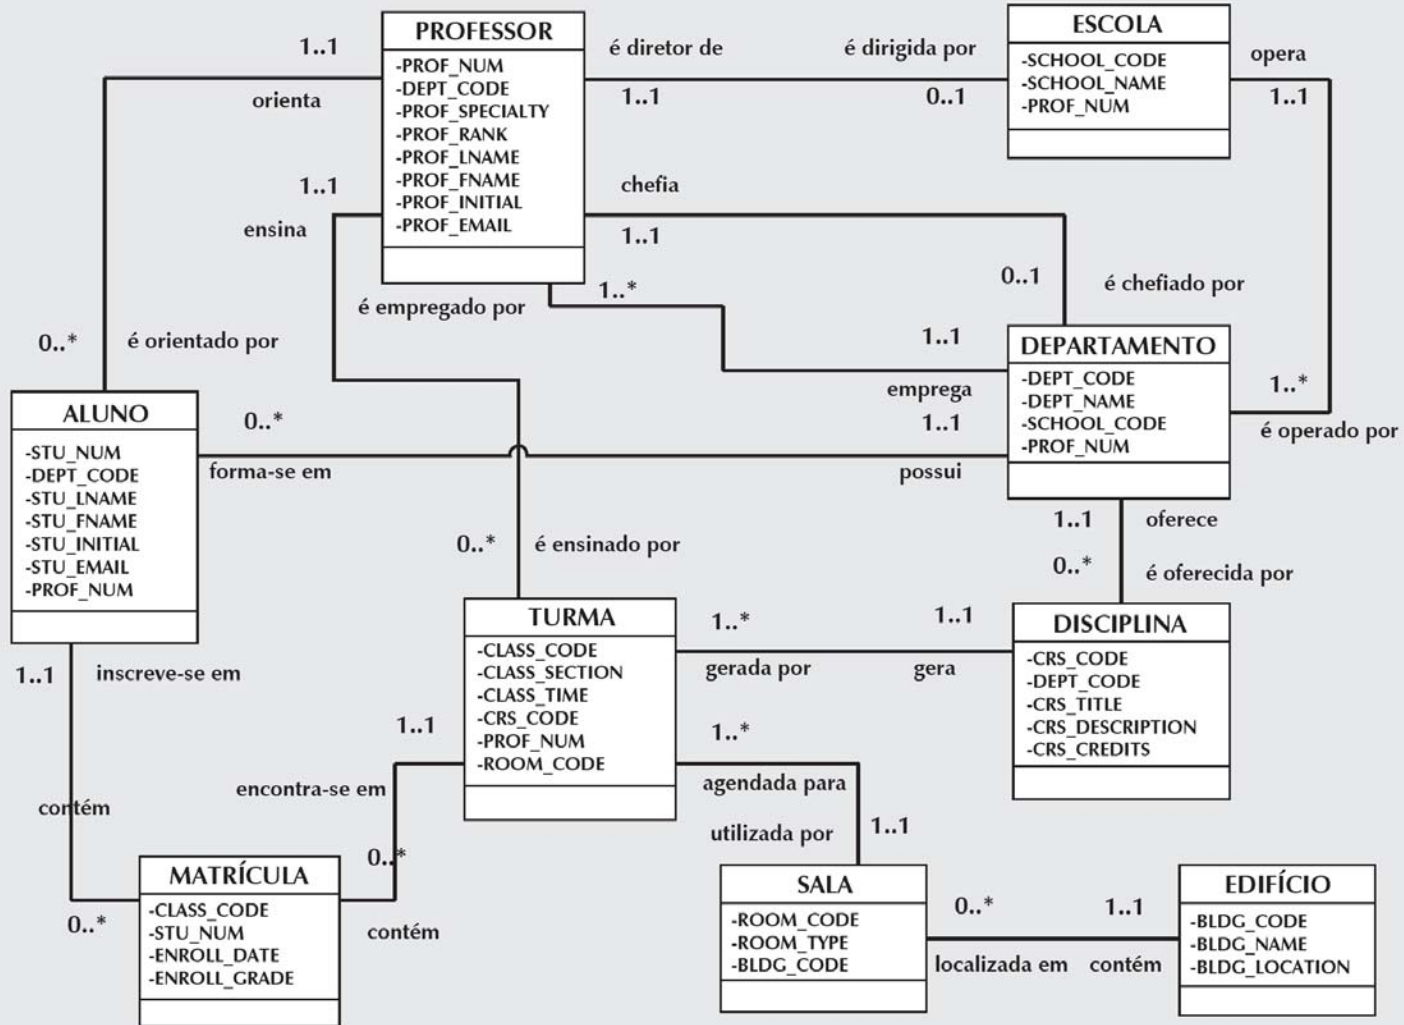 PROFESSOR
-PROF_NUM
-DEPT_CODE
-PROF_SPECIALTY
-PROF_RANK
-PROF_LNAME
-PROF_FNAME
-PROF_INITIAL
-PROF_EMAIL
1..1
orienta
é diretor de
1..1
é dirigida por
0..1
ESCOLA
-SCHOOL_CODE
-SCHOOL_NAME
-PROF_NUM
opera
1..1
1..1
ensina
chefia
1..1
0..1
é chefiado por
é empregado por
1..*
1..1
emprega
DEPARTAMENTO
-DEPT_CODE
-DEPT_NAME
-SCHOOL_CODE
-PROF_NUM
1..*
é operado por
0..*
é orientado por
ALUNO
-STU_NUM
-DEPT_CODE
-STU_LNAME
-STU_FNAME
-STU_INITIAL
-STU_EMAIL
-PROF_NUM
0..*
forma-se em
1..1
possui
1..1
oferece
0..*
é oferecida por
0..*
é ensinado por
TURMA
-CLASS_CODE
-CLASS_SECTION
-CLASS_TIME
-CRS_CODE
-PROF_NUM
-ROOM_CODE
1..*
gerada por
1..1
gera
DISCIPLINA
-CRS_CODE
-DEPT_CODE
-CRS_TITLE
-CRS_DESCRIPTION
-CRS_CREDITS
1..1
inscreve-se em
contém
0..*
1..1
encontra-se em
0..*
contém
MATRÍCULA
-CLASS_CODE
-STU_NUM
-ENROLL_DATE
-ENROLL_GRADE
1..*
agendada para
utilizada por
1..1
SALA
-ROOM_CODE
-ROOM_TYPE
-BLDG_CODE
0..*
localizada em
1..1
contém
EDIFÍCIO
-BLDG_CODE
-BLDG_NAME
-BLDG_LOCATION